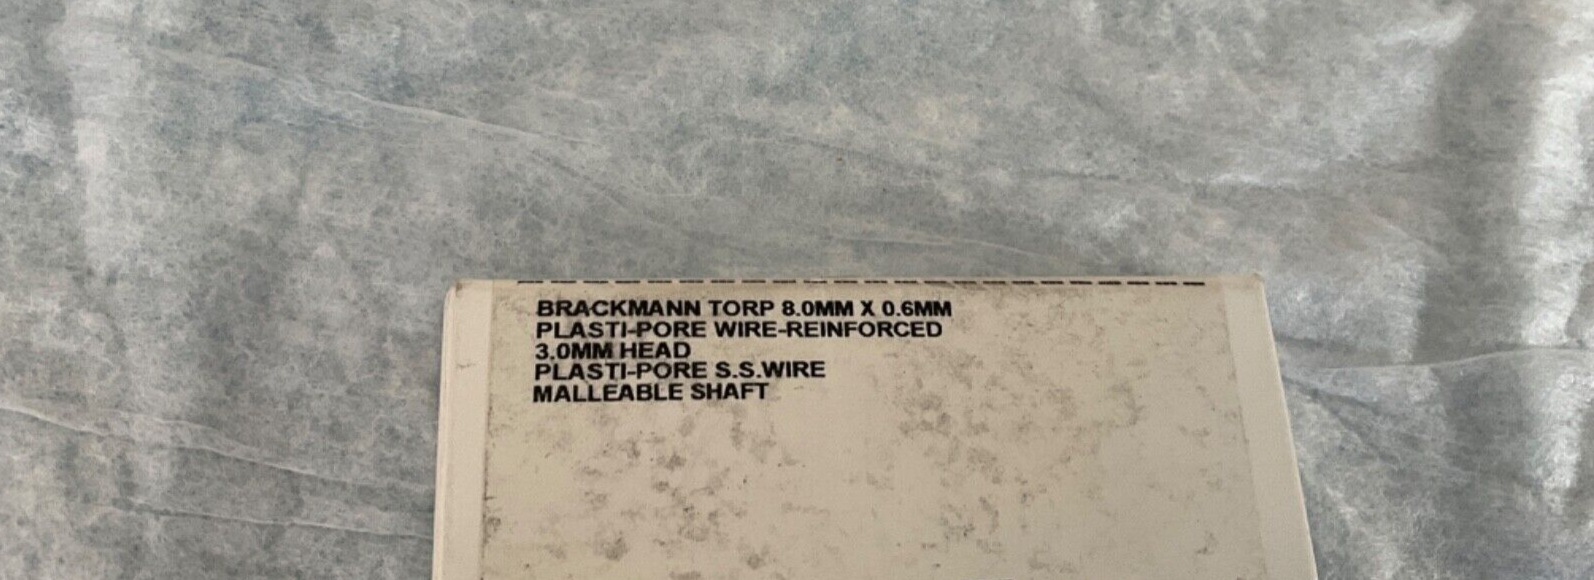 BRACKMANN TORP 8.0MM X 0.6MM
PLASTI-PORE WIRE-REINFORCED
3.0MM HEAD
PLASTI-PORE S.S.WIRE
MALLEABLE SHAFT